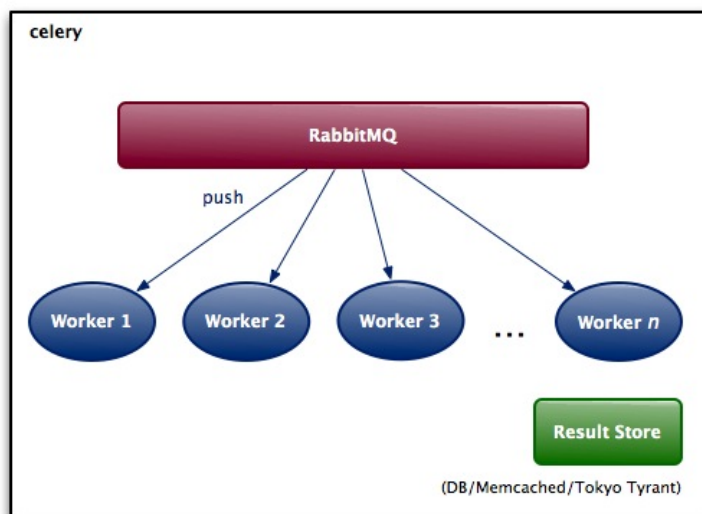 celery
RabbitMQ
push
Worker 1
Worker 2
Worker 3
...
Worker n
Result Store
(DB/Memcached/Tokyo Tyrant)